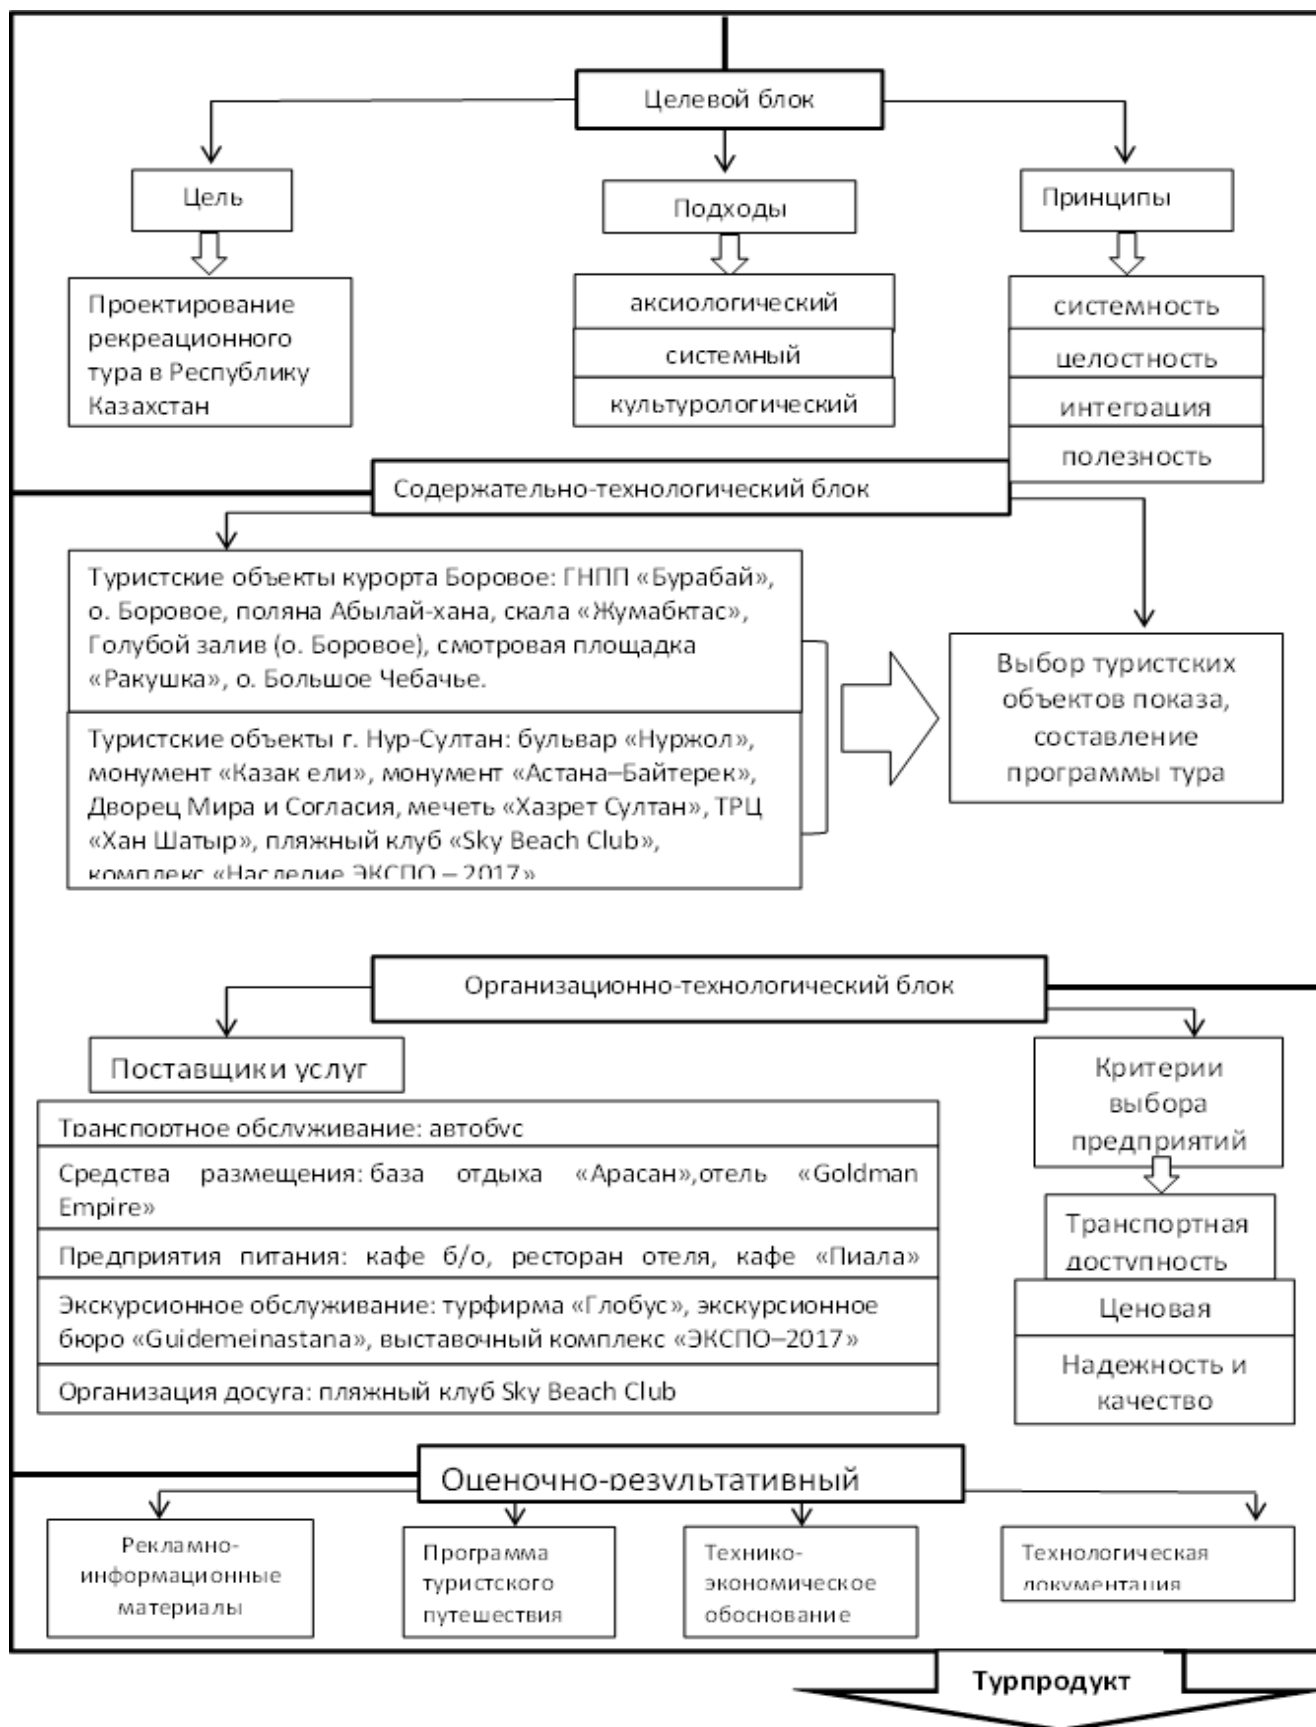 Целевой блок
Цель
Подходы
Принципы
Проектирование
рекреационного
тура в Республику
Казахстан
аксиологический
системный
культурологический
системность
целостность
интеграция
полезность
Содержательно-технологический блок
Туристские объекты курорта Боровое: ГНПП «Бурабай»,
о. Боровое, поляна Абылай-хана, скала «Жумабктас»,
Голубой залив (о. Боровое), смотровая площадка
«Ракушка», о. Большое Чебачье.
Туристские объекты г. Нур-Султан: бульвар «Нуржол»,
монумент «Казак ели», монумент «Астана–Байтерек»,
Дворец Мира и Согласия, мечеть «Хазрет Султан», ТРЦ
«Хан Шатыр», пляжный клуб «Sky Beach Club»,
комплекс «Наследие ЭКСПО – 2017»
Выбор туристских
объектов показа,
составление
программы тура
Организационно-технологический блок
Поставщики услуг
Транспортное обслуживание: автобус
Средства размещения: база отдыха «Арасан»,отель «Goldman
Empire»
Предприятия питания: кафе б/о, ресторан отеля, кафе «Пиала»
Экскурсионное обслуживание: турфирма «Глобус», экскурсионное
бюро «Guidemeinastana», выставочный комплекс «ЭКСПО–2017»
Организация досуга: пляжный клуб Sky Beach Club
Критерии
выбора
предприятий
Транспортная
доступность
Ценовая
Надежность и
качество
Оценочно-результативный
Рекламно-
информационные
материалы
Программа
туристского
путешествия
Технико-
экономическое
обоснование
Технологическая
документация
Турпродукт